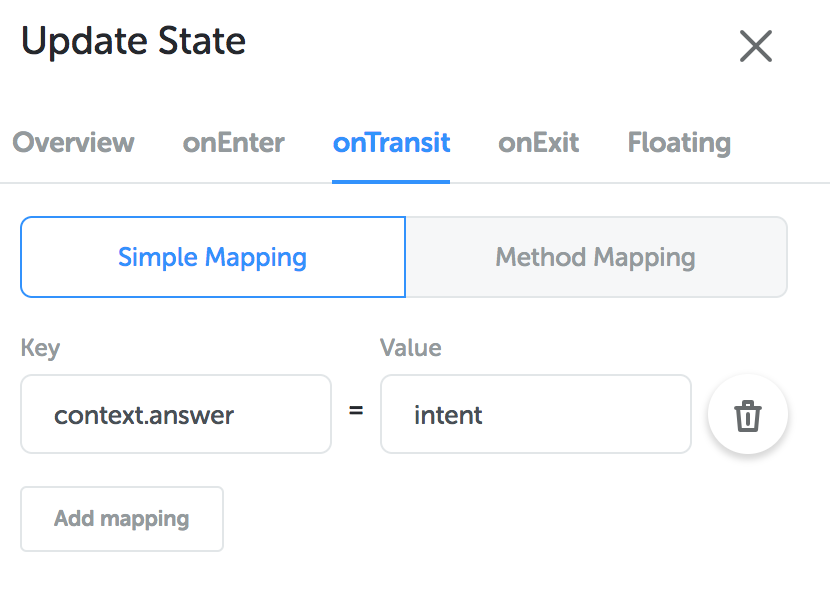 Update State
Overview onEnter onTransit onExit Floating
Simple Mapping Method Mapping
Key Value
context.answer = intent
Add mapping